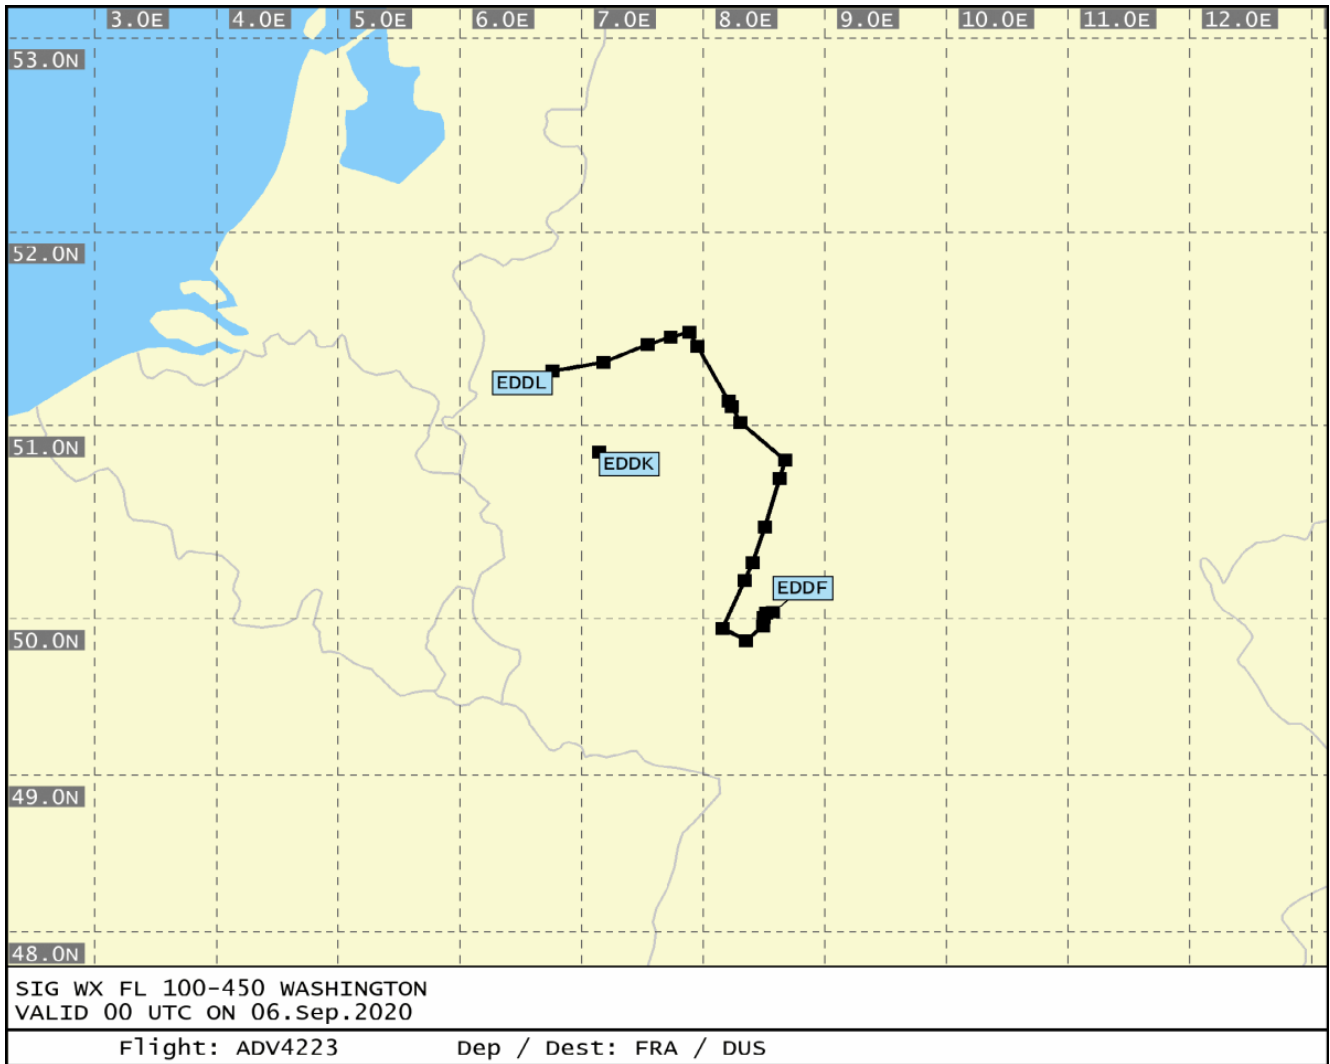 3.0E 4.0E 5.0E 6.0E 7.0E 8.0E 9.0E 10.0E 11.0E 12.0E
53.0N
52.0N
EDDL
51.0N
EDDK
EDDF
50.0N
49.0N
48.0N
SIG WX FL 100-450 WASHINGTON
VALID 00 UTC ON 06.Sep.2020
Flight: ADV4223 Dep / Dest: FRA / DUS